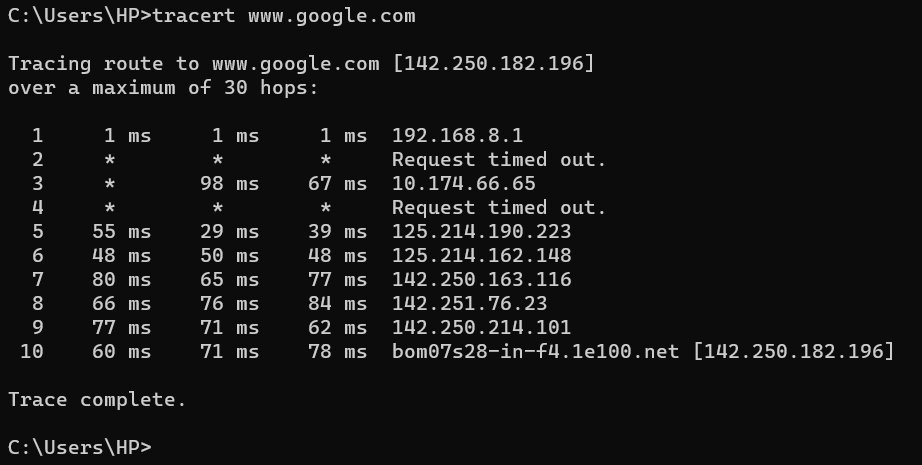 C:\Users\HP>tracert www.google.com
Tracing route to www.google.com [142.250.182.196]
over a maximum of 30 hops:
  1     1 ms     1 ms     1 ms  192.168.8.1
  2     *        *        *     Request timed out.
  3     *       98 ms    67 ms  10.174.66.65
  4     *        *        *     Request timed out.
  5    55 ms    29 ms    39 ms  125.214.190.223
  6    48 ms    50 ms    48 ms  125.214.162.148
  7    80 ms    65 ms    77 ms  142.250.163.116
  8    66 ms    76 ms    84 ms  142.251.76.23
  9    77 ms    71 ms    62 ms  142.250.214.101
 10    60 ms    71 ms    78 ms  bom07s28-in-f4.1e100.net [142.250.182.196]
Trace complete.
C:\Users\HP>